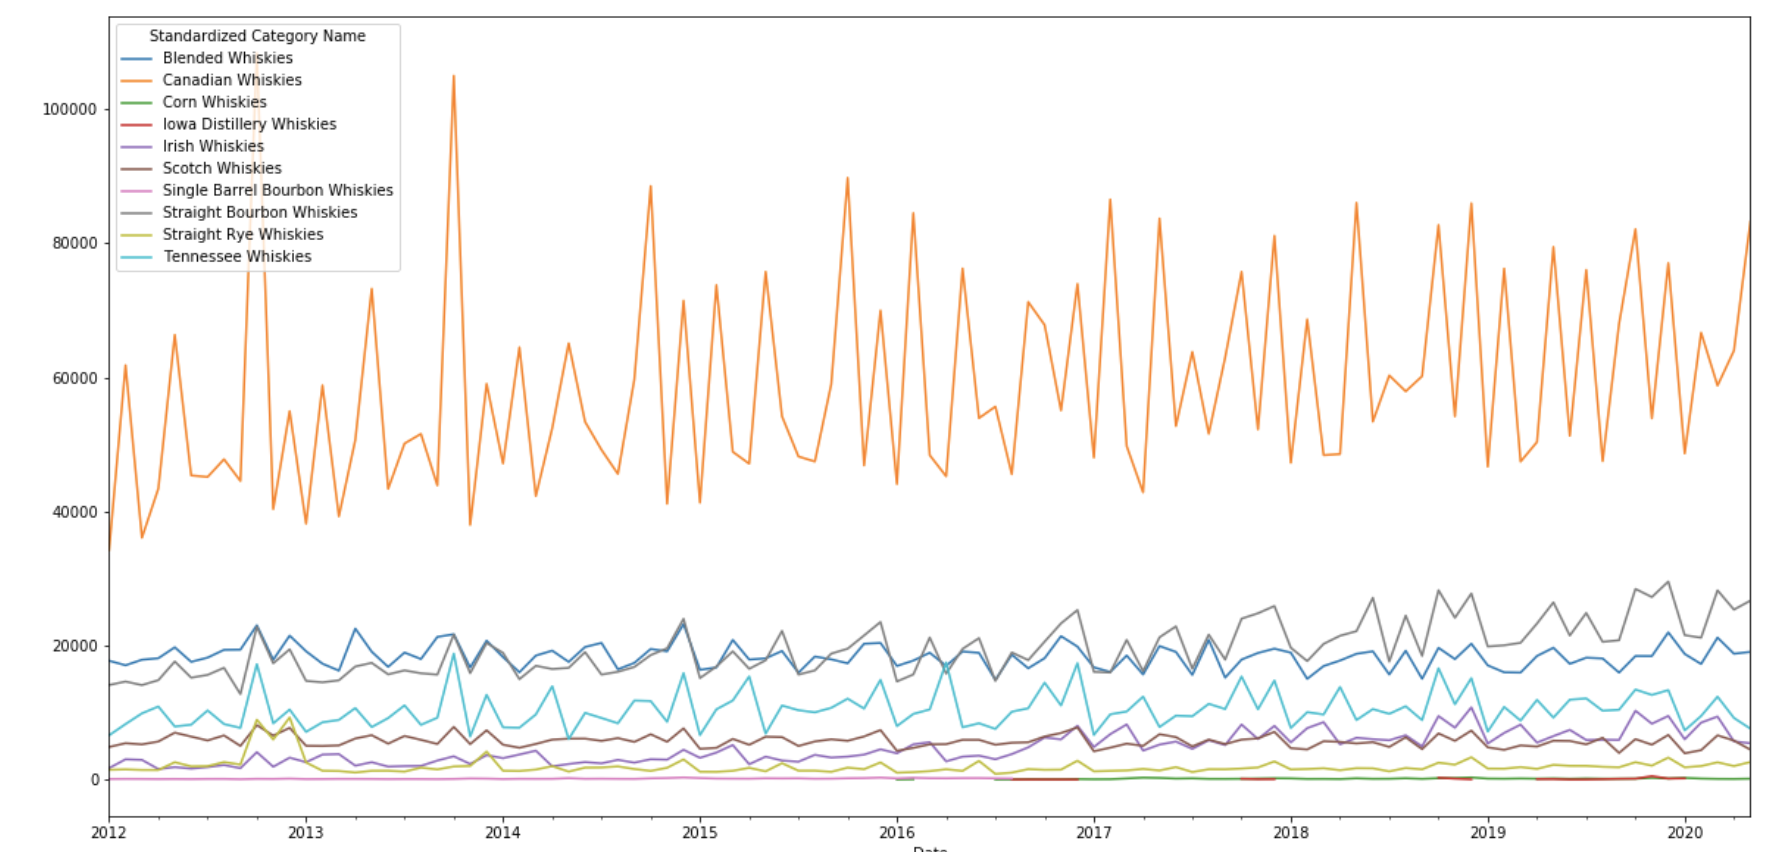 Standardized Category Name
Blended Whiskies
Canadian Whiskies
Corn Whiskies
Iowa Distillery Whiskies
Irish Whiskies
Scotch Whiskies
Single Barrel Bourbon Whiskies
Straight Bourbon Whiskies
Straight Rye Whiskies
Tennessee Whiskies
100000
80000
60000
40000
20000
0
2012 2013 2014 2015 2016 2017 2018 2019 2020
Date